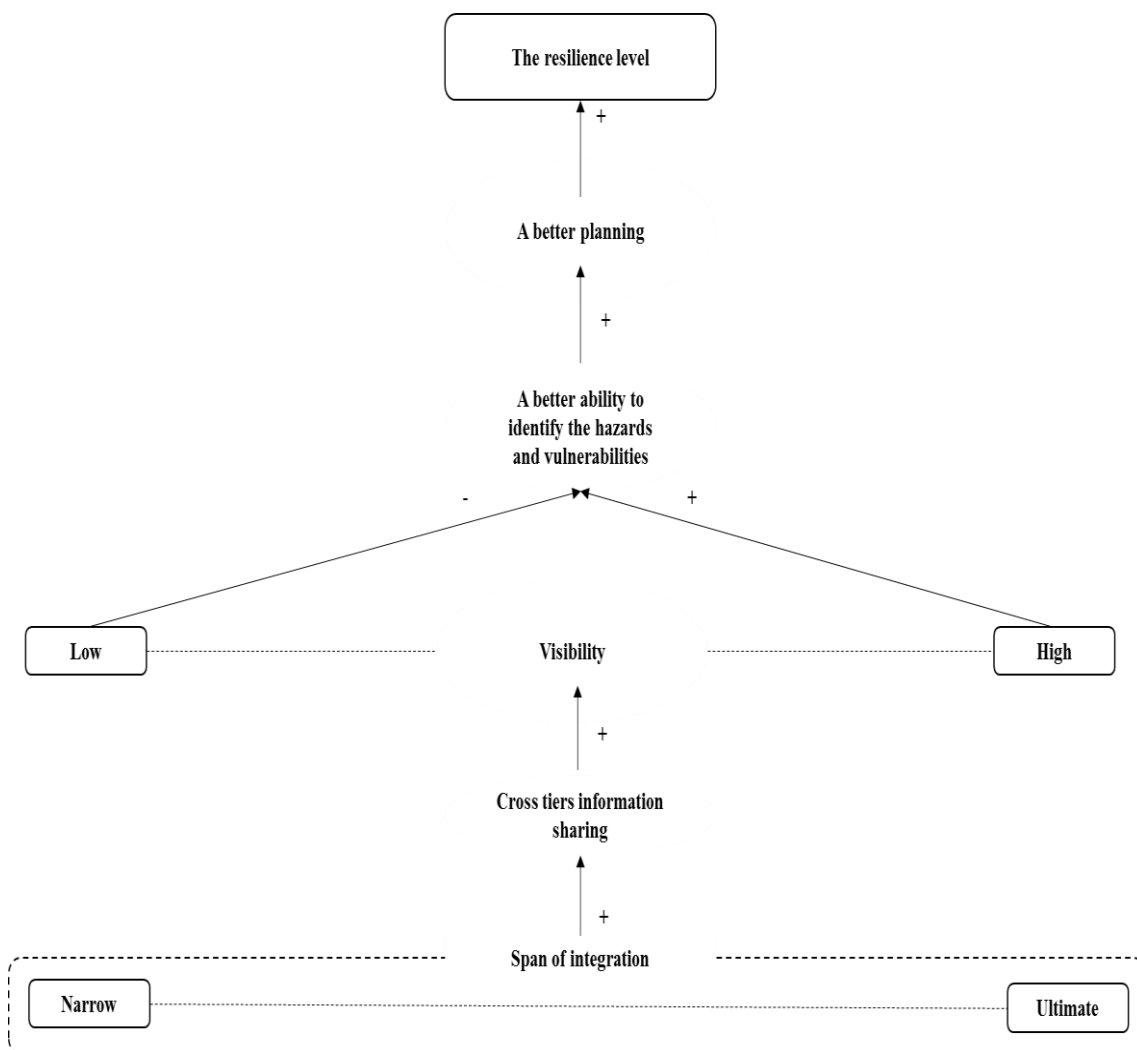 The resilience level
+
A better planning
+
A better ability to
identify the hazards
and vulnerabilities
-
+
Low
Visibility
High
+
Cross tiers information
sharing
+
Span of integration
Narrow
Ultimate